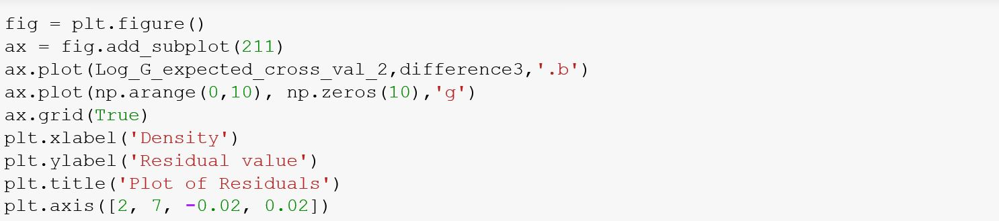 fig = plt.figure()
ax = fig.add_subplot(211)
ax.plot(Log_G_expected_cross_val_2,difference3,'.b')
ax.plot(np.arange(0,10), np.zeros(10),'g')
ax.grid(True)
plt.xlabel('Density')
plt.ylabel('Residual value')
plt.title('Plot of Residuals')
plt.axis([2, 7, -0.02, 0.02])